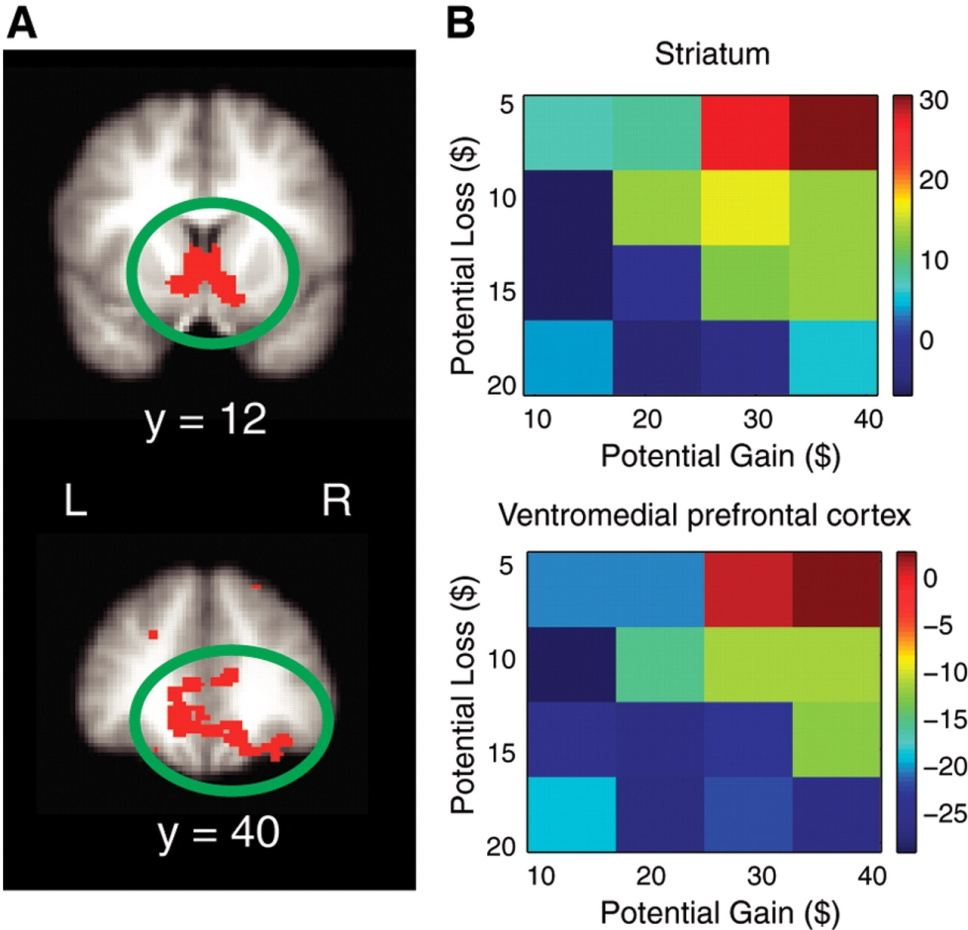 A
y = 12
L R
y = 40
B
Striatum
Potential Loss ($)
5
10
15
20
10 20 30 40
Potential Gain ($)
30
20
10
0
Ventromedial prefrontal cortex
Potential Loss ($)
5
10
15
20
10 20 30 40
Potential Gain ($)
0
−5
−10
−15
−20
−25